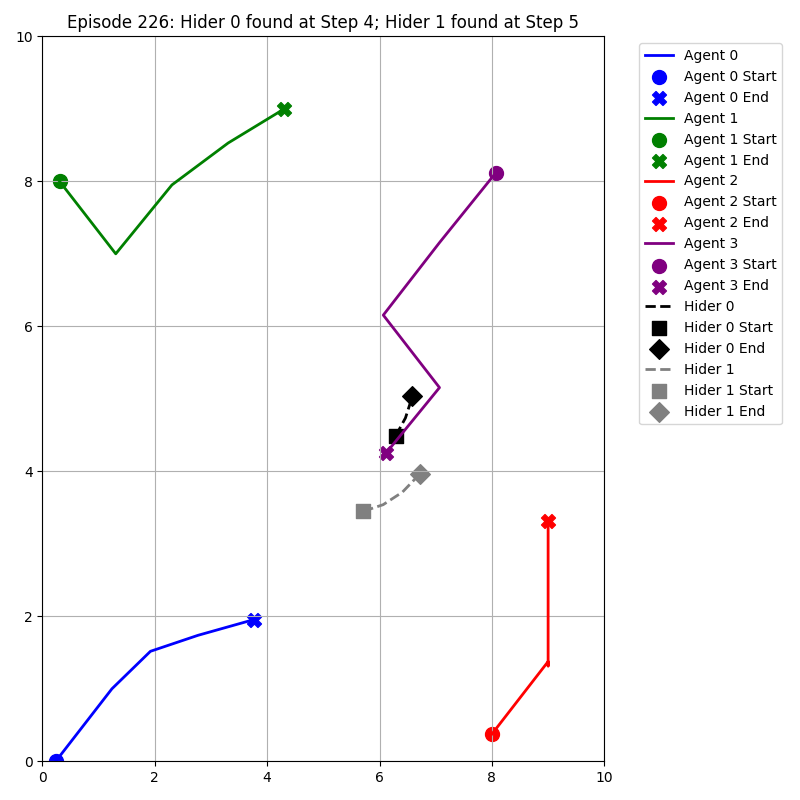 Episode 226: Hider 0 found at Step 4; Hider 1 found at Step 5
10
8
6
4
2
0
0
2
4
6
8
10
Agent 0
Agent 0 Start
Agent 0 End
Agent 1
Agent 1 Start
Agent 1 End
Agent 2
Agent 2 Start
Agent 2 End
Agent 3
Agent 3 Start
Agent 3 End
Hider 0
Hider 0 Start
Hider 0 End
Hider 1
Hider 1 Start
Hider 1 End